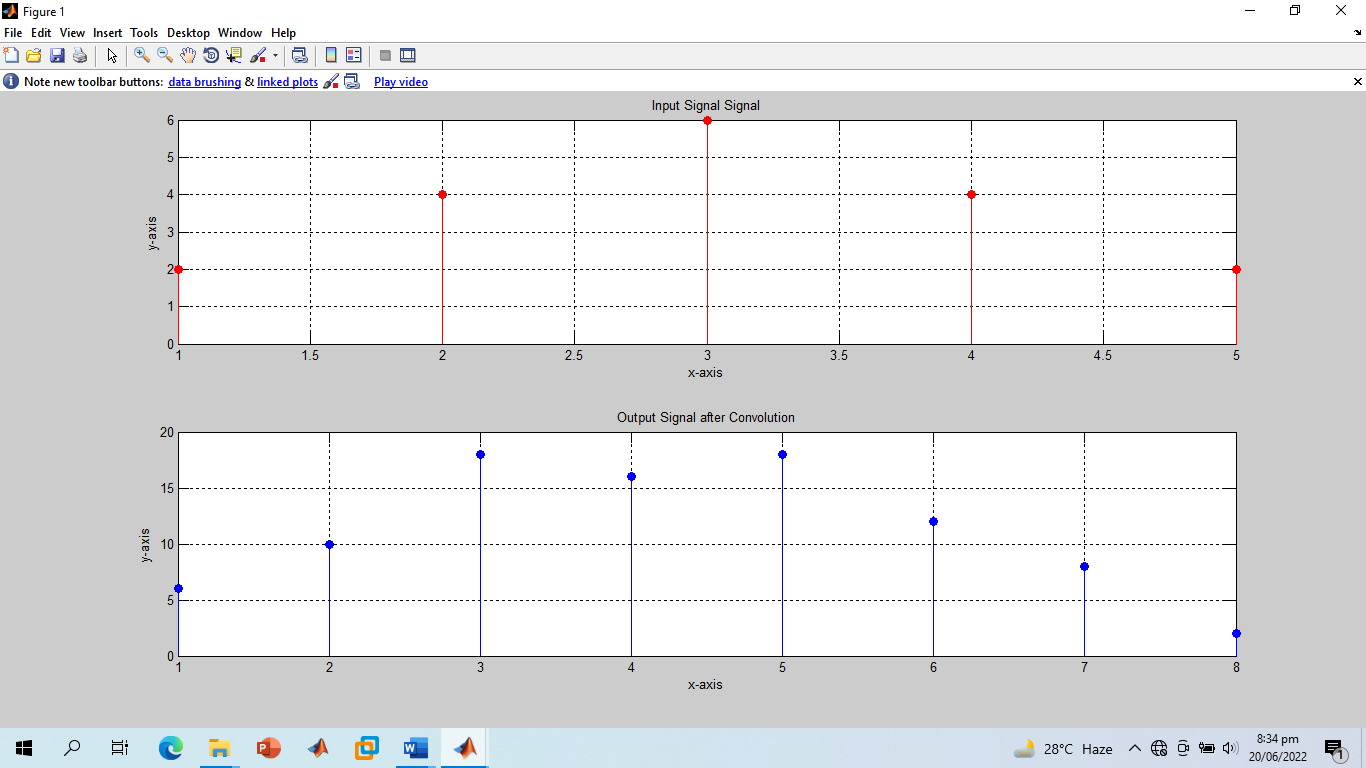 Figure 1
File Edit View Insert Tools Desktop Window Help
Note new toolbar buttons: data brushing & linked plots Play video
Input Signal Signal
6
5
4
3
2
1
0
y-axis
1 1.5 2 2.5 3 3.5 4 4.5 5
x-axis
Output Signal after Convolution
20
15
10
5
0
y-axis
1 2 3 4 5 6 7 8
x-axis
28°C Haze
8:34 pm
20/06/2022
1